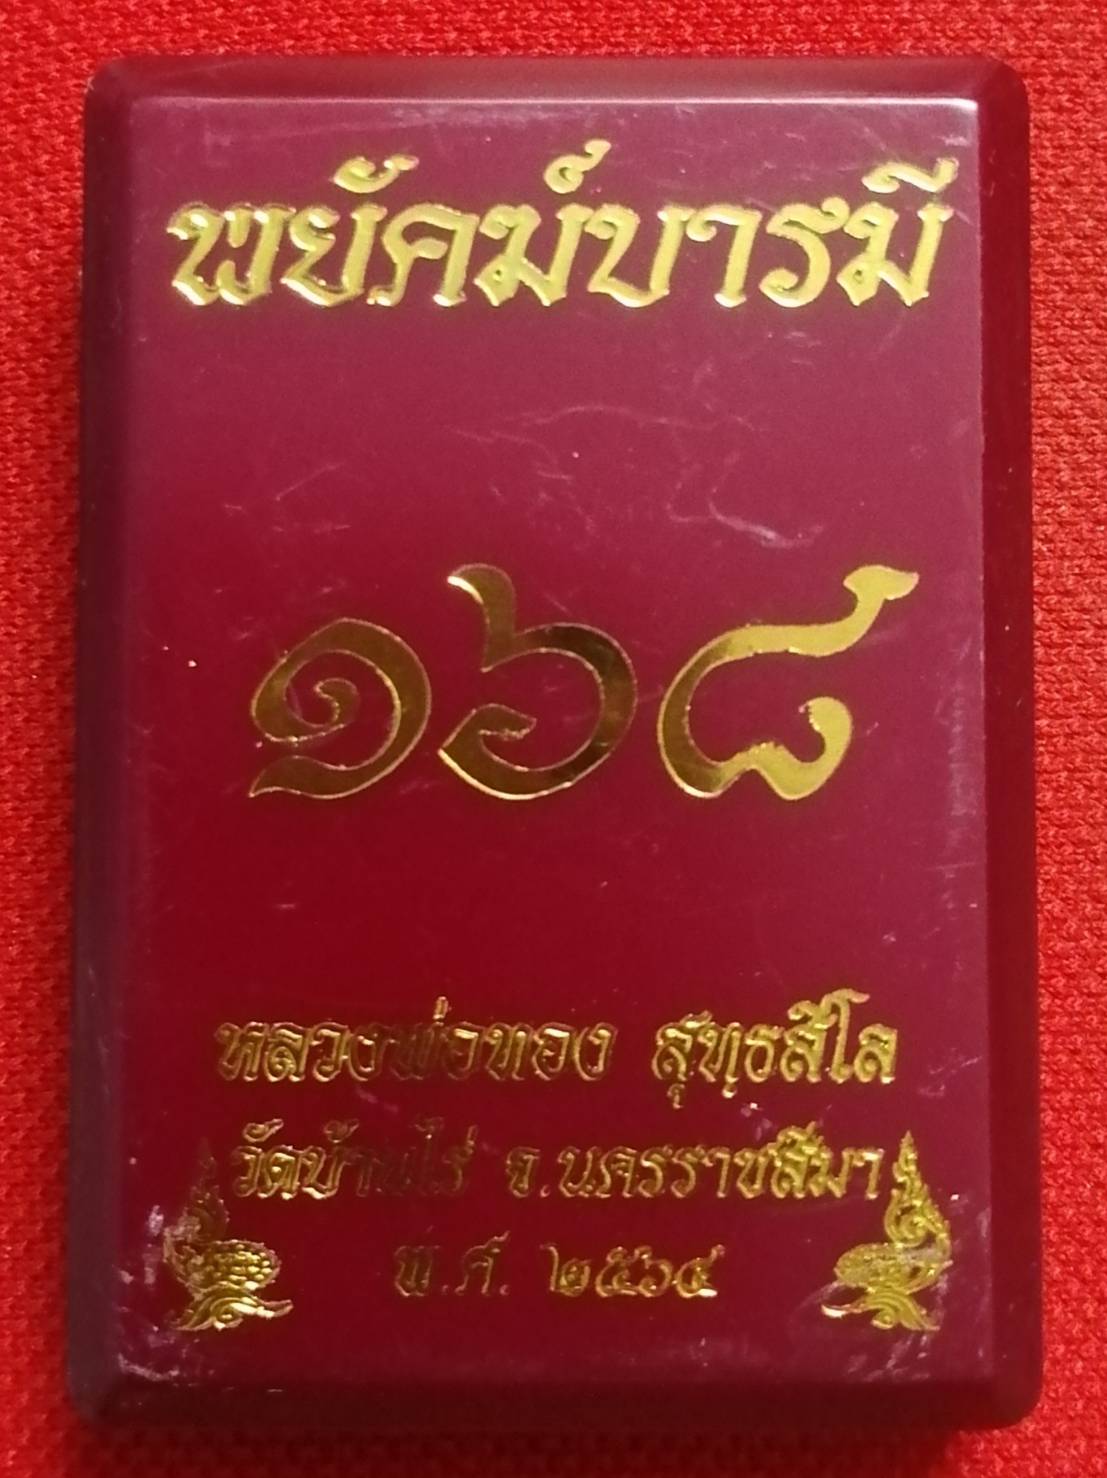 พยัคฆ์บารมี
๑๖๘
หลวงพ่อทอง สุทธสีโล
วัดบ้านไร่ จ.นครราชสีมา
พ.ศ. ๒๕๖๔